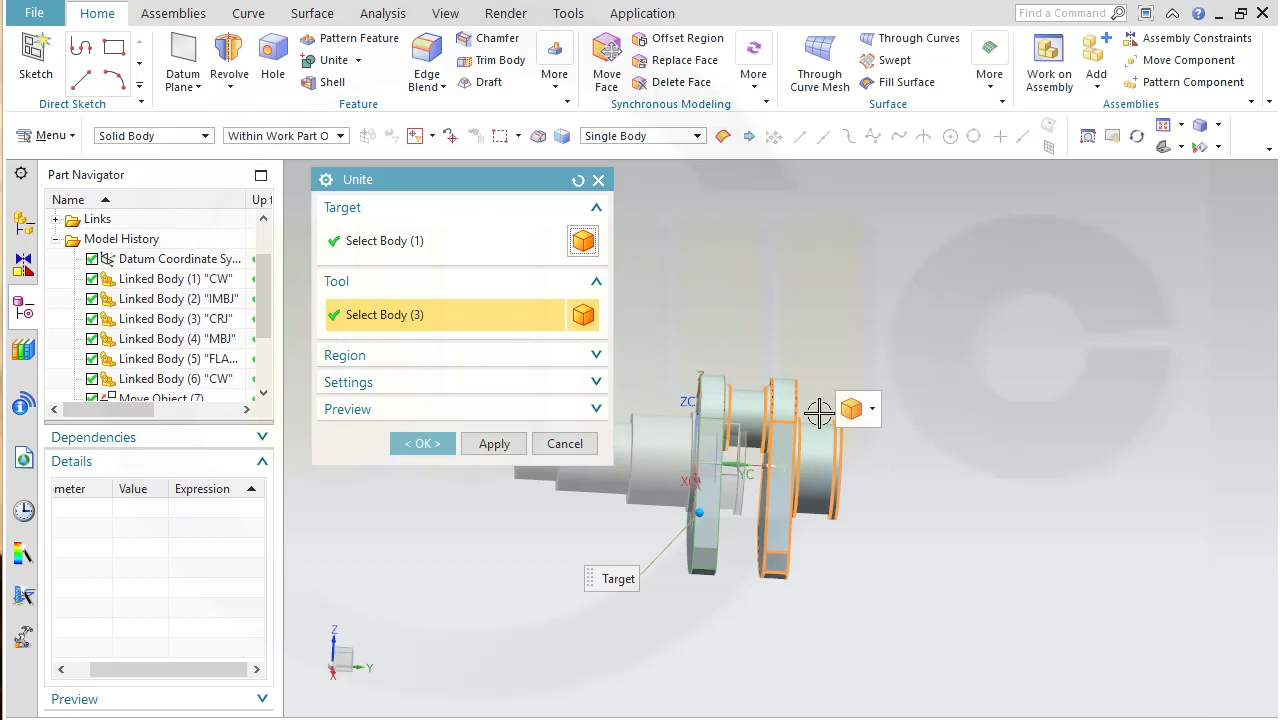 File Home Assemblies Curve Surface Analysis View Render Tools Application Find a Command
Sketch
Direct Sketch
Datum Plane
Revolve
Hole
Pattern Feature
Unite
Shell
Edge Blend
Chamfer
Trim Body
Draft
More
Feature
Move Face
Offset Region
Replace Face
Delete Face
More
Synchronous Modeling
Through Curve Mesh
Through Curves
Swept
Fill Surface
More
Surface
Work on Assembly
Add
Assembly Constraints
Move Component
Pattern Component
Assemblies
Menu Solid Body Within Work Part O Single Body
Part Navigator
Name Up t
Links
Model History
Datum Coordinate Sy...
Linked Body (1) "CW"
Linked Body (2) "IMBJ"
Linked Body (3) "CRJ"
Linked Body (4) "MBJ"
Linked Body (5) "FLA...
Linked Body (6) "CW"
Move Object (7)
Dependencies
Details
meter Value Expression
Preview
Unite
Target
Select Body (1)
Tool
Select Body (3)
Region
Settings
Preview
< OK > Apply Cancel
Z
ZC
YC
XC
Target
Z
Y
X